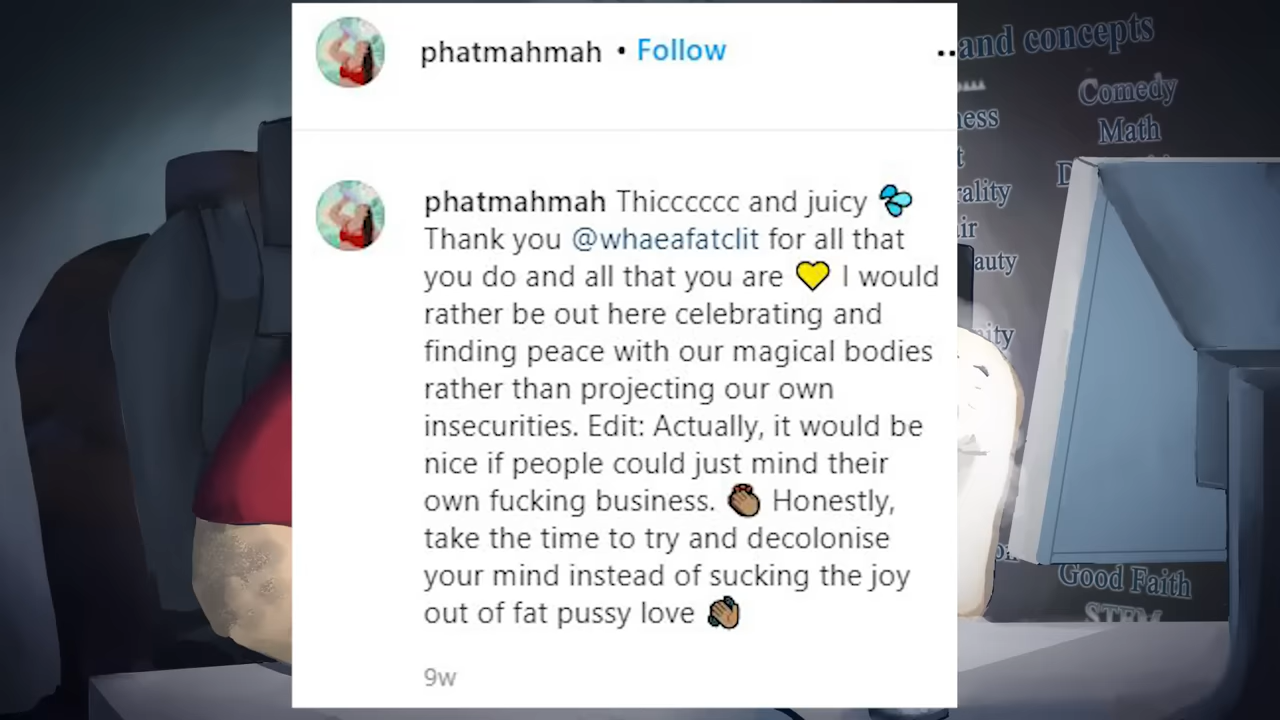 phatmahmah • Follow
phatmahmah Thicccccc and juicy 💦
Thank you @whaeafatclit for all that
you do and all that you are 💛 I would
rather be out here celebrating and
finding peace with our magical bodies
rather than projecting our own
insecurities. Edit: Actually, it would be
nice if people could just mind their
own fucking business. 👏🏽 Honestly,
take the time to try and decolonise
your mind instead of sucking the joy
out of fat pussy love 👏🏽
9w
and concepts
Comedy
Math
Good Faith
STEM